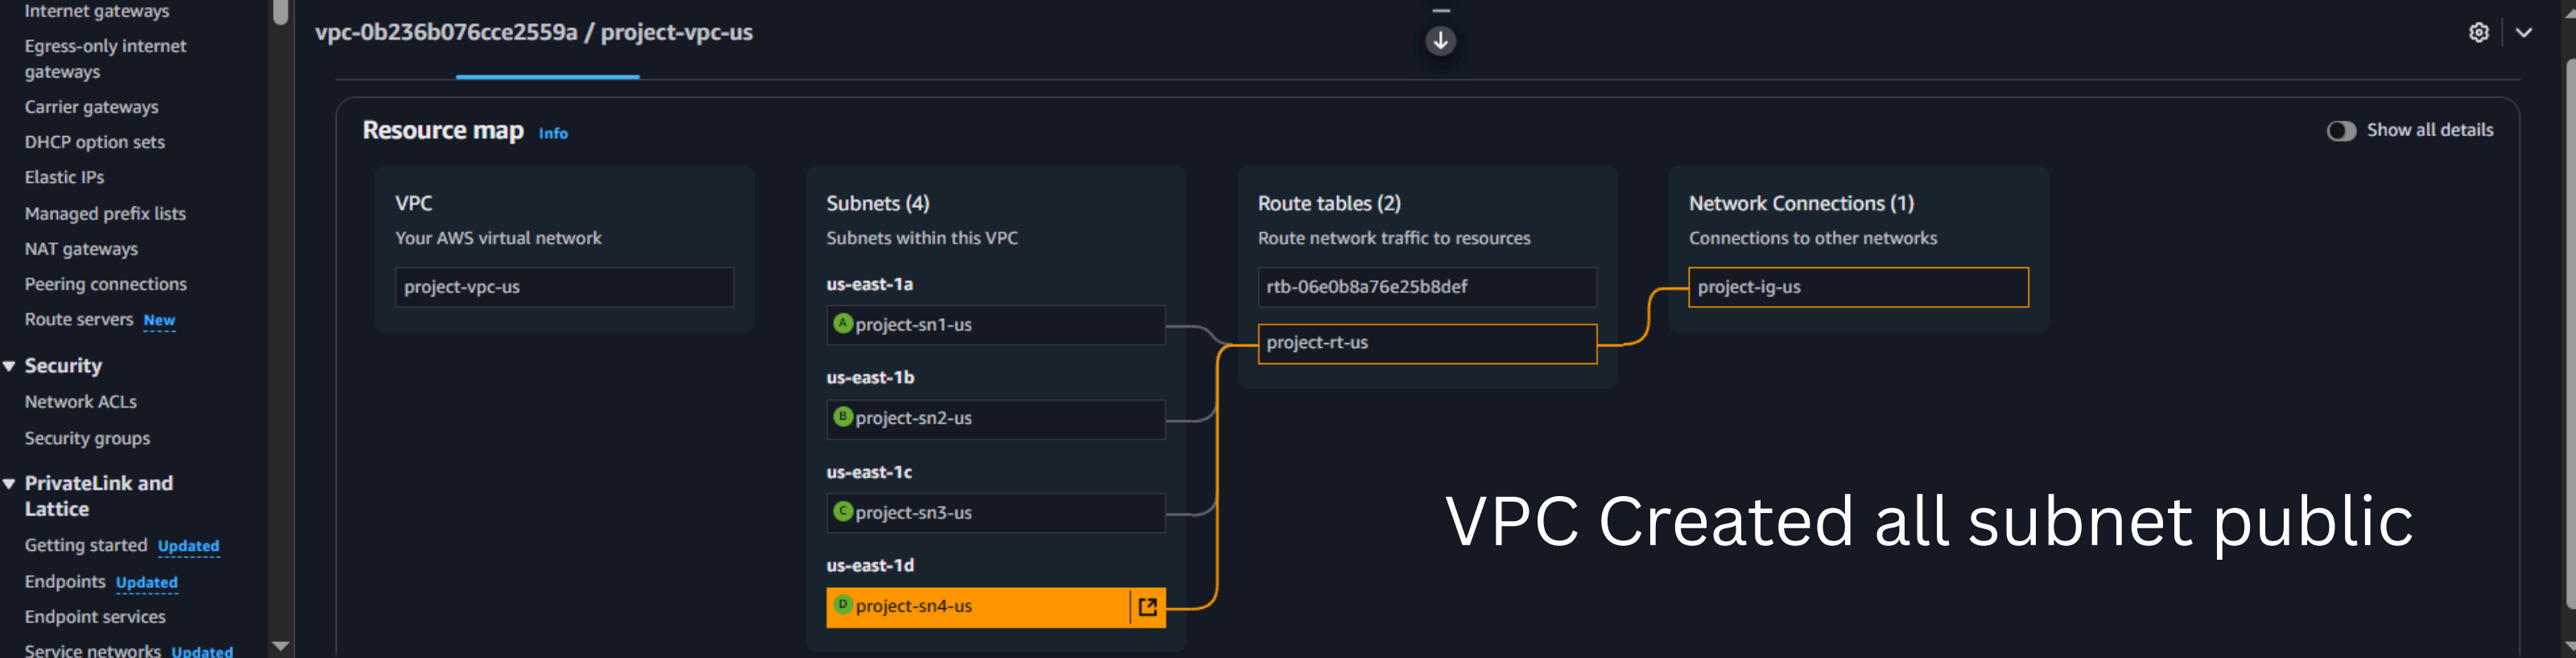 Internet gateways
Egress-only internet
gateways
Carrier gateways
DHCP option sets
Elastic IPs
Managed prefix lists
NAT gateways
Peering connections
Route servers New
Security
Network ACLs
Security groups
PrivateLink and
Lattice
Getting started Updated
Endpoints Updated
Endpoint services
Service networks Updated
vpc-0b236b076cce2559a / project-vpc-us
Resource map Info
Show all details
VPC
Your AWS virtual network
project-vpc-us
Subnets (4)
Subnets within this VPC
us-east-1a
A project-sn1-us
us-east-1b
B project-sn2-us
us-east-1c
C project-sn3-us
us-east-1d
D project-sn4-us
Route tables (2)
Route network traffic to resources
rtb-06e0b8a76e25b8def
project-rt-us
Network Connections (1)
Connections to other networks
project-ig-us
VPC Created all subnet public